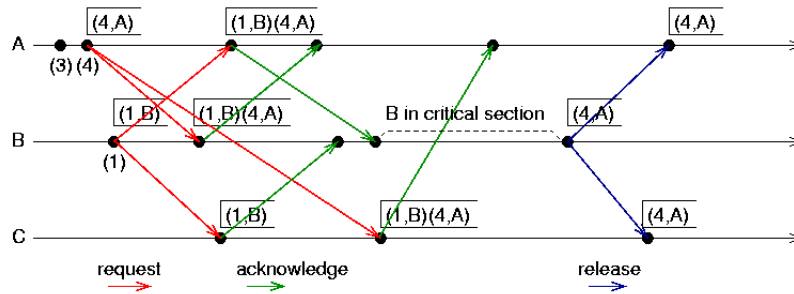 (4,A) (1,B)(4,A) (4,A)
A
(3) (4)
(1,B) (1,B)(4,A) B in critical section (4,A)
B
(1)
(1,B) (1,B)(4,A) (4,A)
C
request acknowledge release